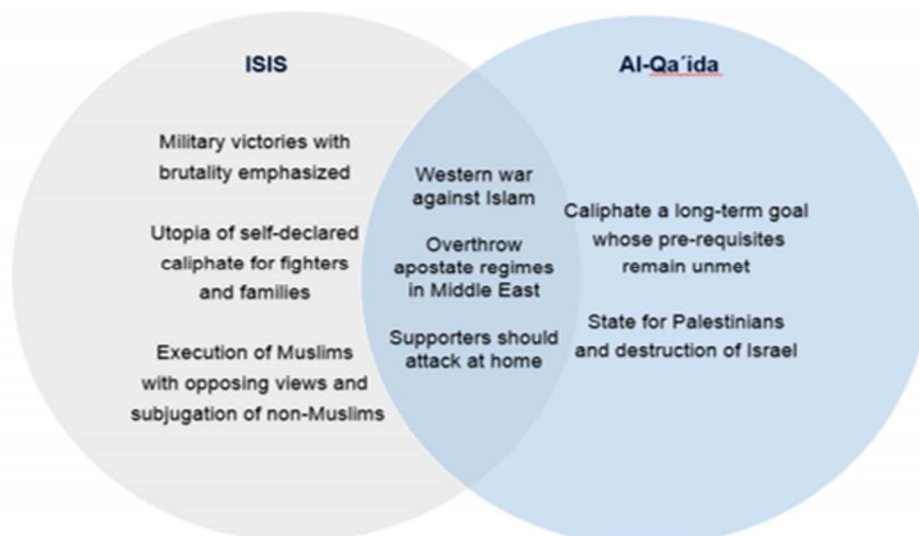 ISIS
Military victories with
brutality emphasized
Utopia of self-declared
caliphate for fighters
and families
Execution of Muslims
with opposing views and
subjugation of non-Muslims
Western war
against Islam
Overthrow
apostate regimes
in Middle East
Supporters should
attack at home
Al-Qa´ida
Caliphate a long-term goal
whose pre-requisites
remain unmet
State for Palestinians
and destruction of Israel